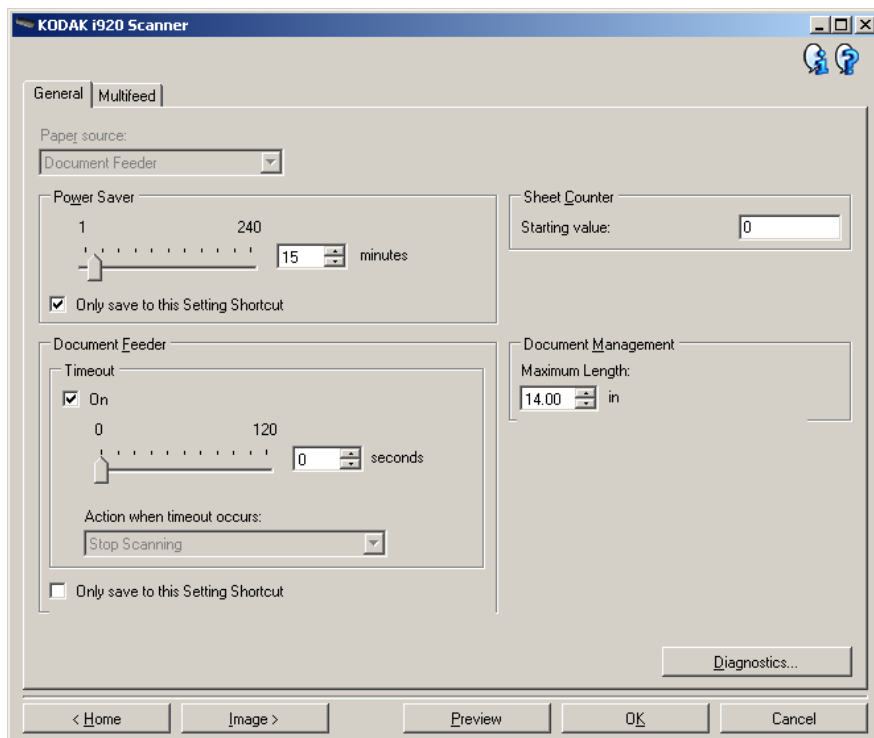 KODAK i920 Scanner
General
Multifeed
Paper source:
Document Feeder
Power Saver
1 240
15 minutes
Only save to this Setting Shortcut
Sheet Counter
Starting value: 0
Document Feeder
Timeout
On
0 120
0 seconds
Action when timeout occurs:
Stop Scanning
Only save to this Setting Shortcut
Document Management
Maximum Length:
14.00 in
Diagnostics...
< Home
Image >
Preview
OK
Cancel